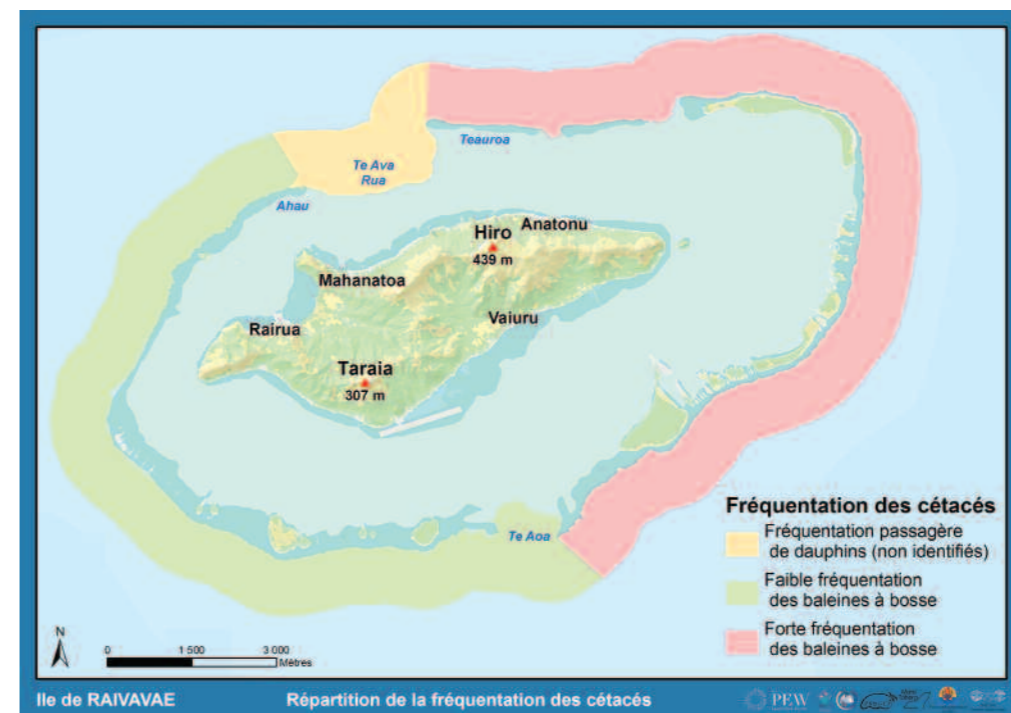 Teauroa
Te Ava
Rua
Ahau
Hiro
Anatonu
439 m
Mahanatoa
Vaiuru
Rairua
Taraia
307 m
Te Aoa
Fréquentation des cétacés
Fréquentation passagère
de dauphins (non identifiés)
Faible fréquentation
des baleines à bosse
Forte fréquentation
des baleines à bosse
N
0 1 500 3 000
Mètres
Ile de RAIVAVAE Répartition de la fréquentation des cétacés PEW